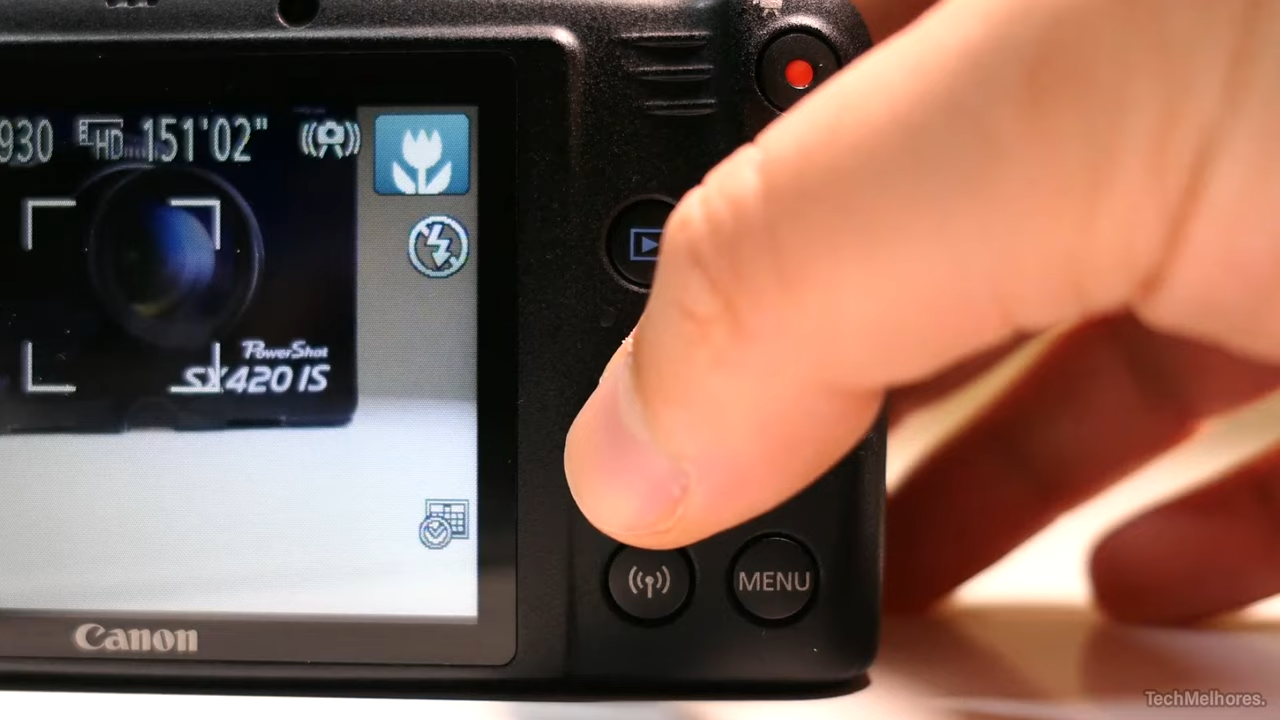 930 HD 151'02"
PowerShot
SX420 IS
MENU
Canon
TechMelhores.